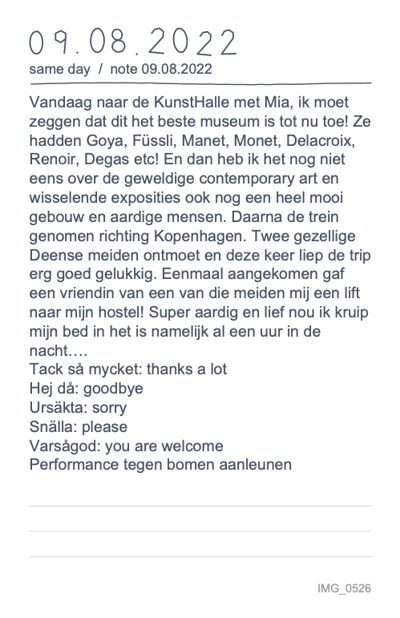 09.08.2022
same day / note 09.08.2022
Vandaag naar de KunstHalle met Mia, ik moet
zeggen dat dit het beste museum is tot nu toe! Ze
hadden Goya, Füssli, Manet, Monet, Delacroix,
Renoir, Degas etc! En dan heb ik het nog niet
eens over de geweldige contemporary art en
wisselende exposities ook nog een heel mooi
gebouw en aardige mensen. Daarna de trein
genomen richting Kopenhagen. Twee gezellige
Deense meiden ontmoet en deze keer liep de trip
erg goed gelukkig. Eenmaal aangekomen gaf
een vriendin van een van die meiden mij een lift
naar mijn hostel! Super aardig en lief nou ik kruip
mijn bed in het is namelijk al een uur in de
nacht….
Tack så mycket: thanks a lot
Hej då: goodbye
Ursäkta: sorry
Snälla: please
Varsågod: you are welcome
Performance tegen bomen aanleunen
IMG_0526